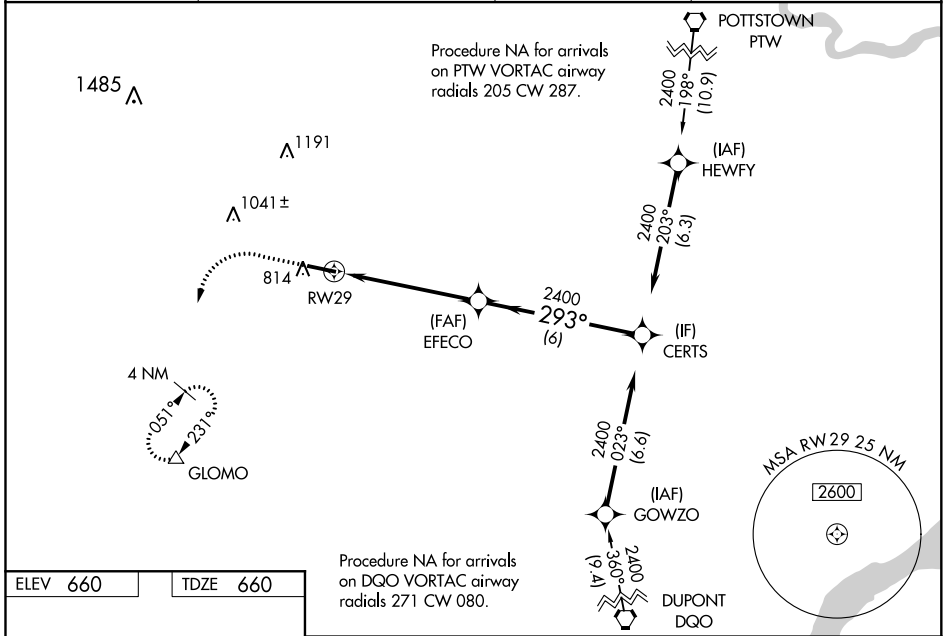 POTTSTOWN
PTW
Procedure NA for arrivals
on PTW VORTAC airway
radials 205 CW 287.
2400
198°
(10.9)
1485
1191
(IAF)
HEWFY
1041±
2400
203°
(6.3)
814
RW29
(FAF)
EFECO
2400
293°
(6)
(IF)
CERTS
4 NM
051°
231°
GLOMO
2400
023°
(6.6)
MSA RW 29 25 NM
2600
(IAF)
GOWZO
2400
360°
(9.4)
Procedure NA for arrivals
on DQO VORTAC airway
radials 271 CW 080.
DUPONT
DQO
ELEV 660
TDZE 660